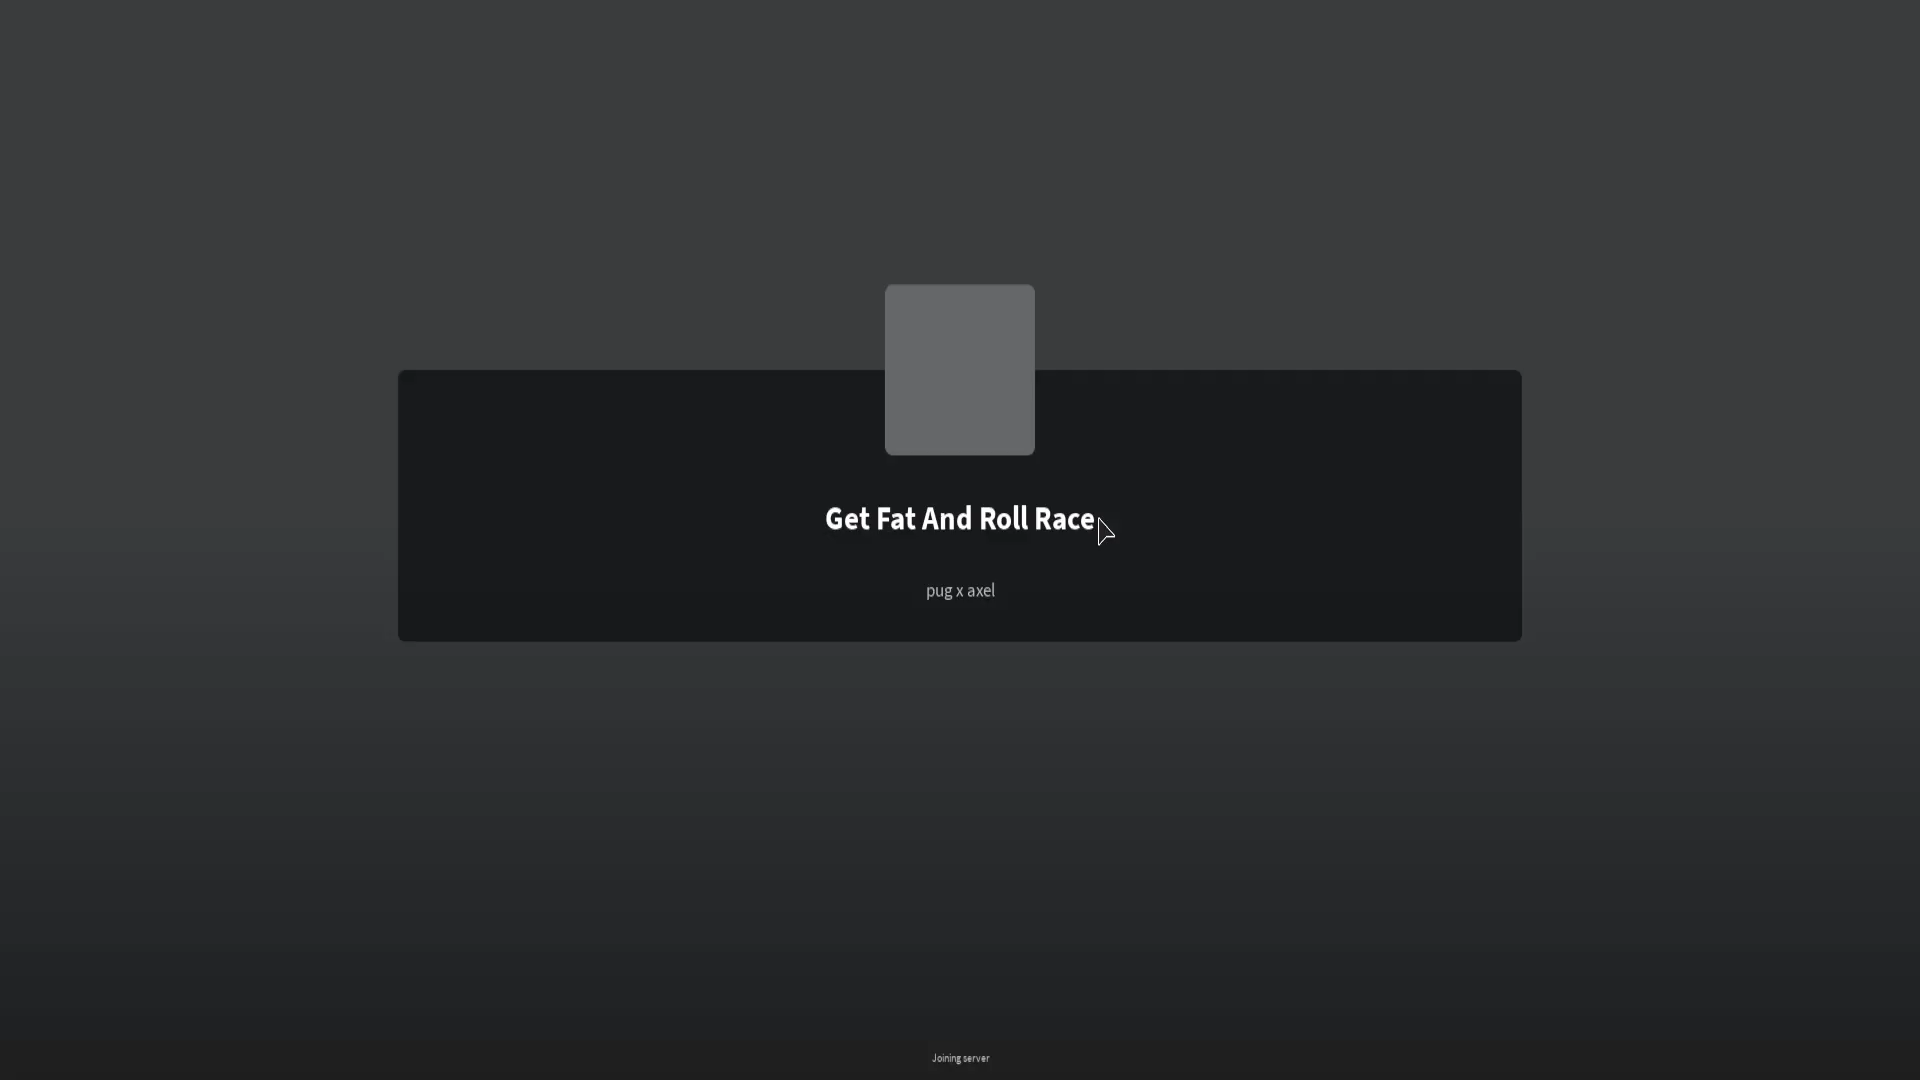 Get Fat And Roll Race
pug x axel
Joining server